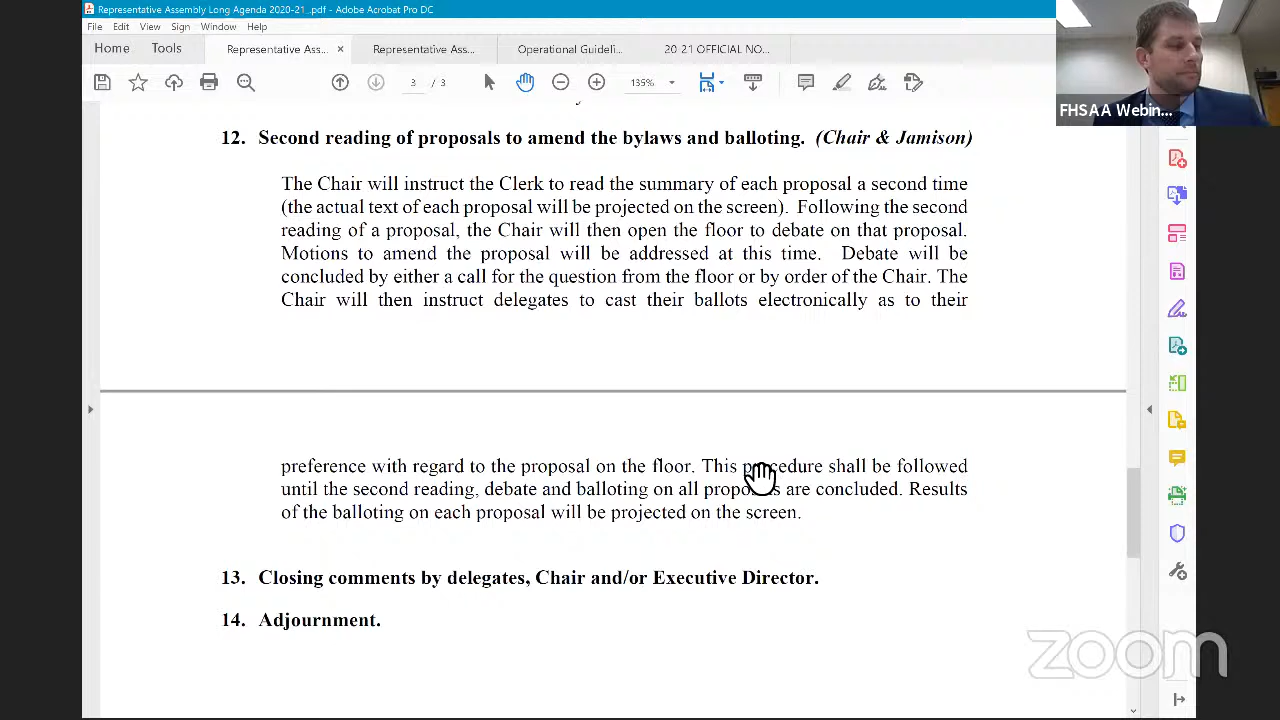 Representative Assembly Long Agenda 2020-21...pdf - Adobe Acrobat Pro DC
File Edit View Sign Window Help
Home Tools Representative Ass... × Representative Ass... Operational Guideli... 20 21 OFFICIAL NO...
3 / 3 135%
FHSAA Webin...
12. Second reading of proposals to amend the bylaws and balloting. (Chair & Jamison)
The Chair will instruct the Clerk to read the summary of each proposal a second time
(the actual text of each proposal will be projected on the screen). Following the second
reading of a proposal, the Chair will then open the floor to debate on that proposal.
Motions to amend the proposal will be addressed at this time. Debate will be
concluded by either a call for the question from the floor or by order of the Chair. The
Chair will then instruct delegates to cast their ballots electronically as to their
preference with regard to the proposal on the floor. This procedure shall be followed
until the second reading, debate and balloting on all proposals are concluded. Results
of the balloting on each proposal will be projected on the screen.
13. Closing comments by delegates, Chair and/or Executive Director.
14. Adjournment.
zoom